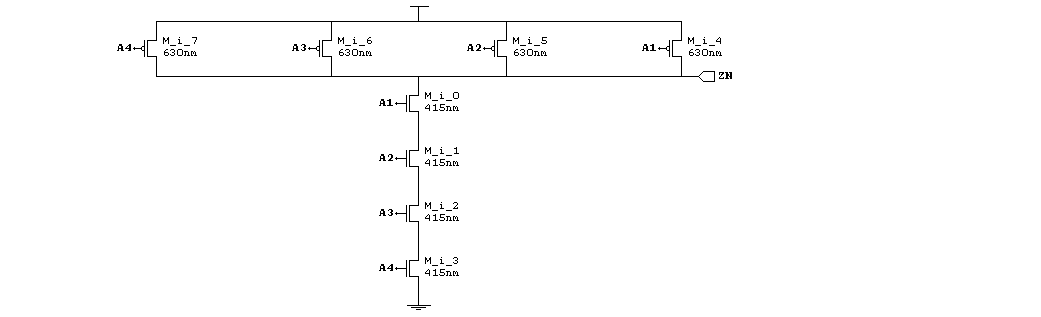 A4 M_i_7 630nm
A3 M_i_6 630nm
A2 M_i_5 630nm
A1 M_i_4 630nm
ZN
A1 M_i_0
415nm
A2 M_i_1
415nm
A3 M_i_2
415nm
A4 M_i_3
415nm